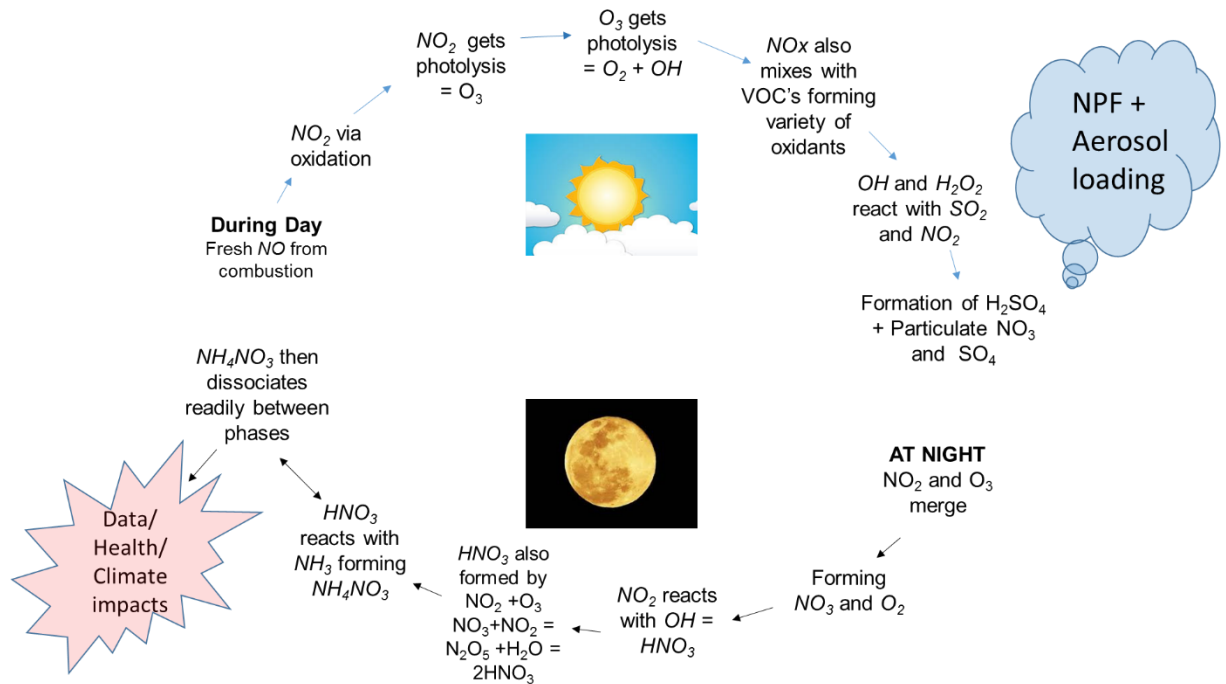 During Day
Fresh NO from
combustion
NO₂ via
oxidation
NO₂ gets
photolysis
= O₃
O₃ gets
photolysis
= O₂ + OH
NOx also
mixes with
VOC's forming
variety of
oxidants
OH and H₂O₂
react with SO₂
and NO₂
Formation of H₂SO₄
+ Particulate NO₃
and SO₄
NPF +
Aerosol
loading
AT NIGHT
NO₂ and O₃
merge
Forming
NO₃ and O₂
NO₂ reacts
with OH =
HNO₃
HNO₃ also
formed by
NO₂ +O₃
NO₃+NO₂ =
N₂O₅ +H₂O =
2HNO₃
HNO₃
reacts with
NH₃ forming
NH₄NO₃
NH₄NO₃ then
dissociates
readily between
phases
Data/
Health/
Climate
impacts